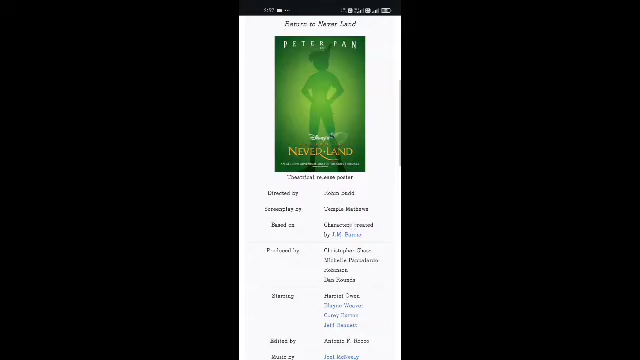 Return to Never Land
PETER PAN
Disney's
NEVER LAND
Theatrical release poster
Directed by Robin Budd
Screenplay by Temple Mathews
Based on Characters created
by J.M. Barrie
Produced by Christopher Chase
Michelle Pappalardo-
Robinson
Dan Rounds
Starring Harriet Owen
Blayne Weaver
Corey Burton
Jeff Bennett
Edited by Antonio F. Rocco
Music by Joel McNeely